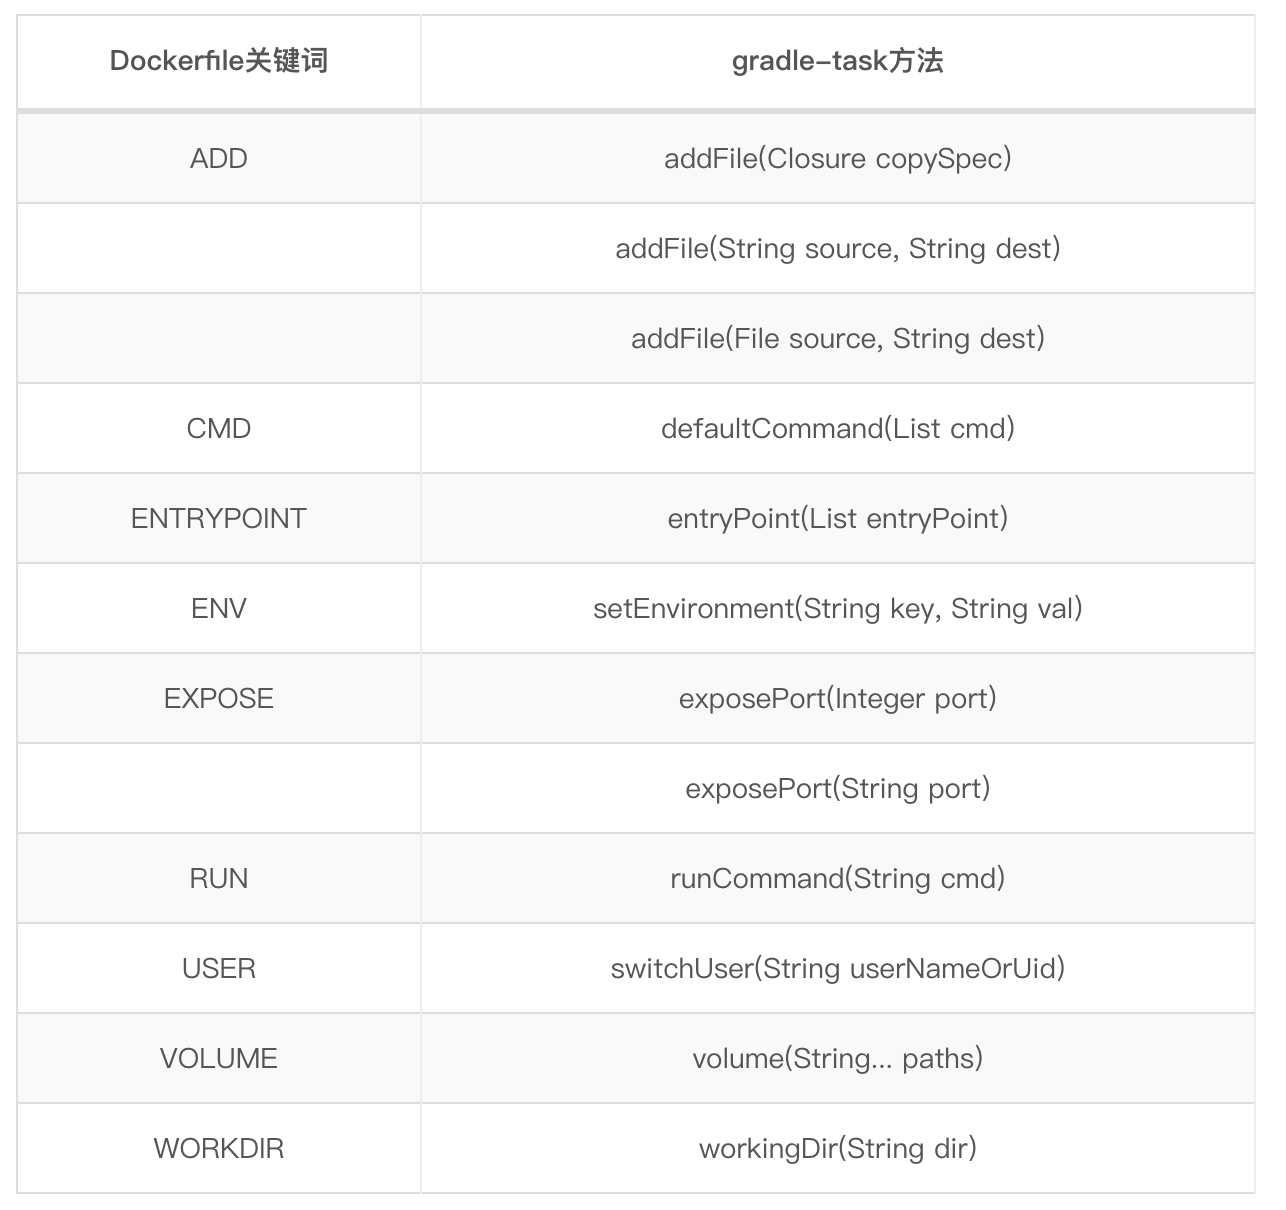 Dockerfile关键词 gradle-task方法
ADD addFile(Closure copySpec)
addFile(String source, String dest)
addFile(File source, String dest)
CMD defaultCommand(List cmd)
ENTRYPOINT entryPoint(List entryPoint)
ENV setEnvironment(String key, String val)
EXPOSE exposePort(Integer port)
exposePort(String port)
RUN runCommand(String cmd)
USER switchUser(String userNameOrUid)
VOLUME volume(String... paths)
WORKDIR workingDir(String dir)